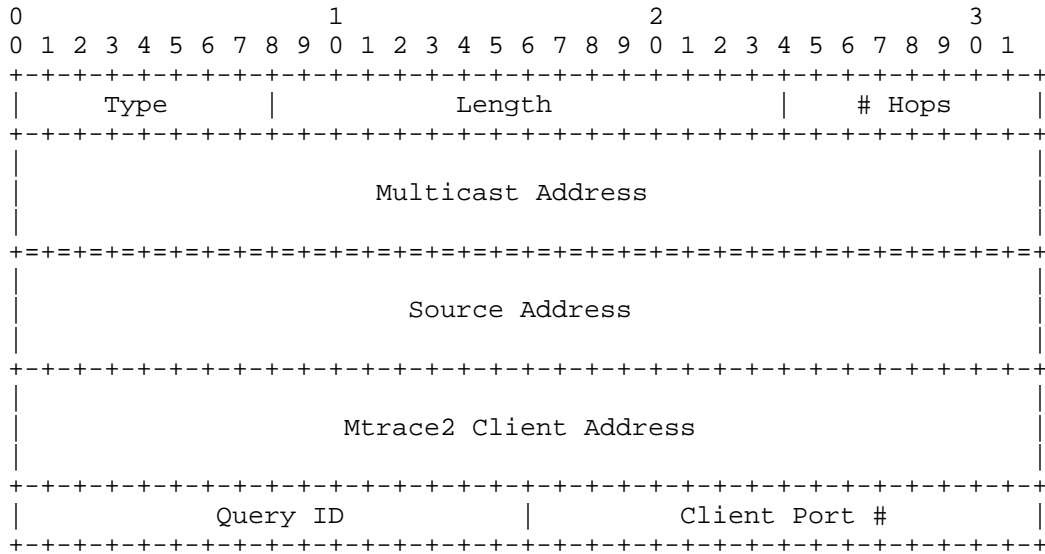 0                   1                   2                   3
0 1 2 3 4 5 6 7 8 9 0 1 2 3 4 5 6 7 8 9 0 1 2 3 4 5 6 7 8 9 0 1
+-+-+-+-+-+-+-+-+-+-+-+-+-+-+-+-+-+-+-+-+-+-+-+-+-+-+-+-+-+-+-+-+
|     Type      |           Length              |    # Hops     |
+-+-+-+-+-+-+-+-+-+-+-+-+-+-+-+-+-+-+-+-+-+-+-+-+-+-+-+-+-+-+-+-+
|                                                               |
|                      Multicast Address                        |
|                                                               |
+=+=+=+=+=+=+=+=+=+=+=+=+=+=+=+=+=+=+=+=+=+=+=+=+=+=+=+=+=+=+=+=+
|                                                               |
|                        Source Address                         |
|                                                               |
+-+-+-+-+-+-+-+-+-+-+-+-+-+-+-+-+-+-+-+-+-+-+-+-+-+-+-+-+-+-+-+-+
|                                                               |
|                    Mtrace2 Client Address                     |
|                                                               |
+-+-+-+-+-+-+-+-+-+-+-+-+-+-+-+-+-+-+-+-+-+-+-+-+-+-+-+-+-+-+-+-+
|            Query ID           |         Client Port #         |
+-+-+-+-+-+-+-+-+-+-+-+-+-+-+-+-+-+-+-+-+-+-+-+-+-+-+-+-+-+-+-+-+